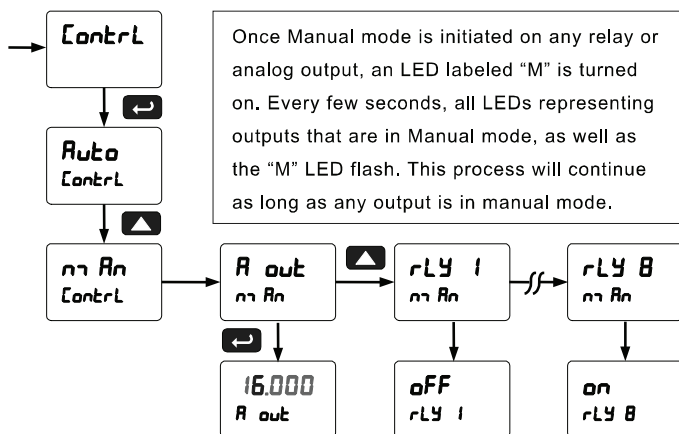 ContrL
Once Manual mode is initiated on any relay or
analog output, an LED labeled “M” is turned
on. Every few seconds, all LEDs representing
outputs that are in Manual mode, as well as
the “M” LED flash. This process will continue
as long as any output is in manual mode.
Auto
ContrL
mAn
ContrL
A out
mAn
rLY 1
mAn
rLY 8
mAn
16.000
A out
oFF
rLY 1
on
rLY 8